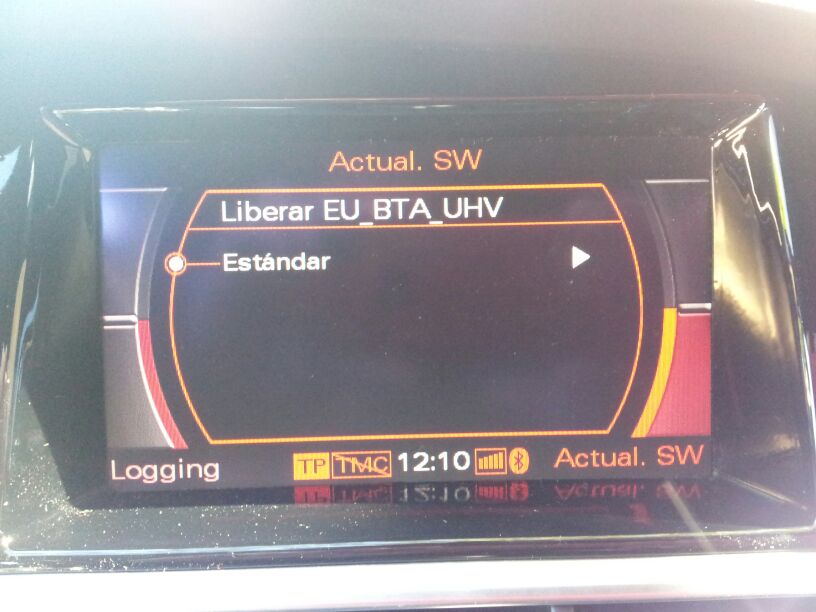 Actual. SW
Liberar EU_BTA_UHV
Estándar
Logging TP TMC 12:10 Actual. SW